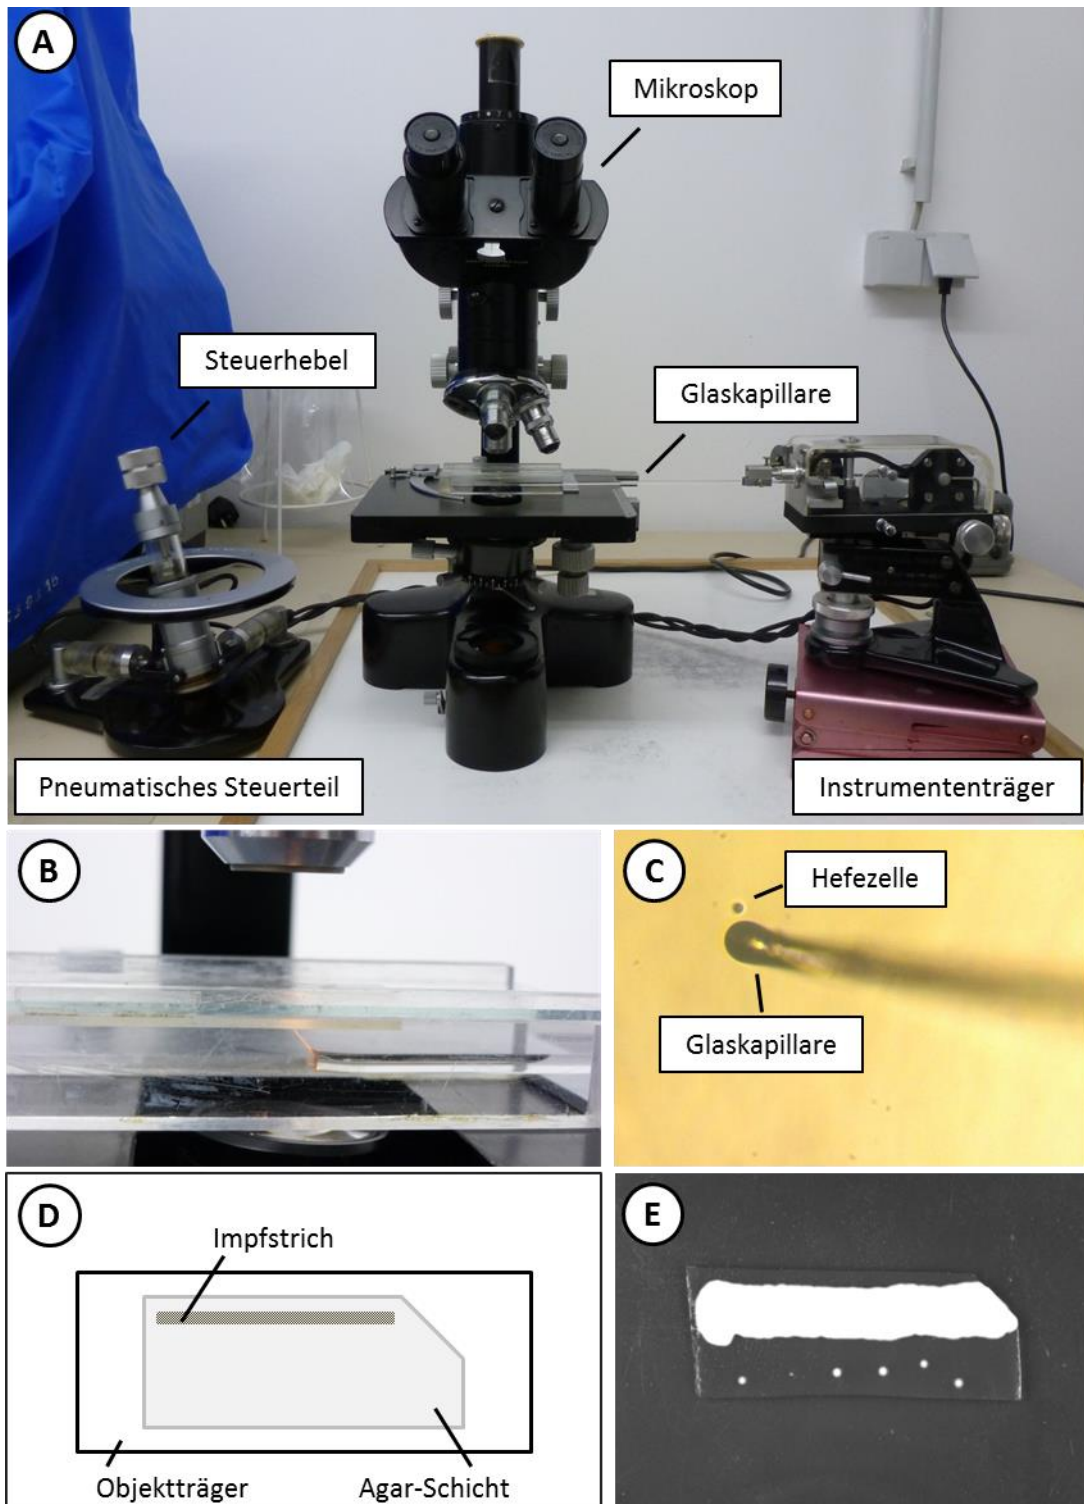 A
Mikroskop
Steuerhebel
Glaskapillare
Pneumatisches Steuerteil
Instrumententräger
B
C
Hefezelle
Glaskapillare
D
Impfstrich
Objektträger
Agar-Schicht
E